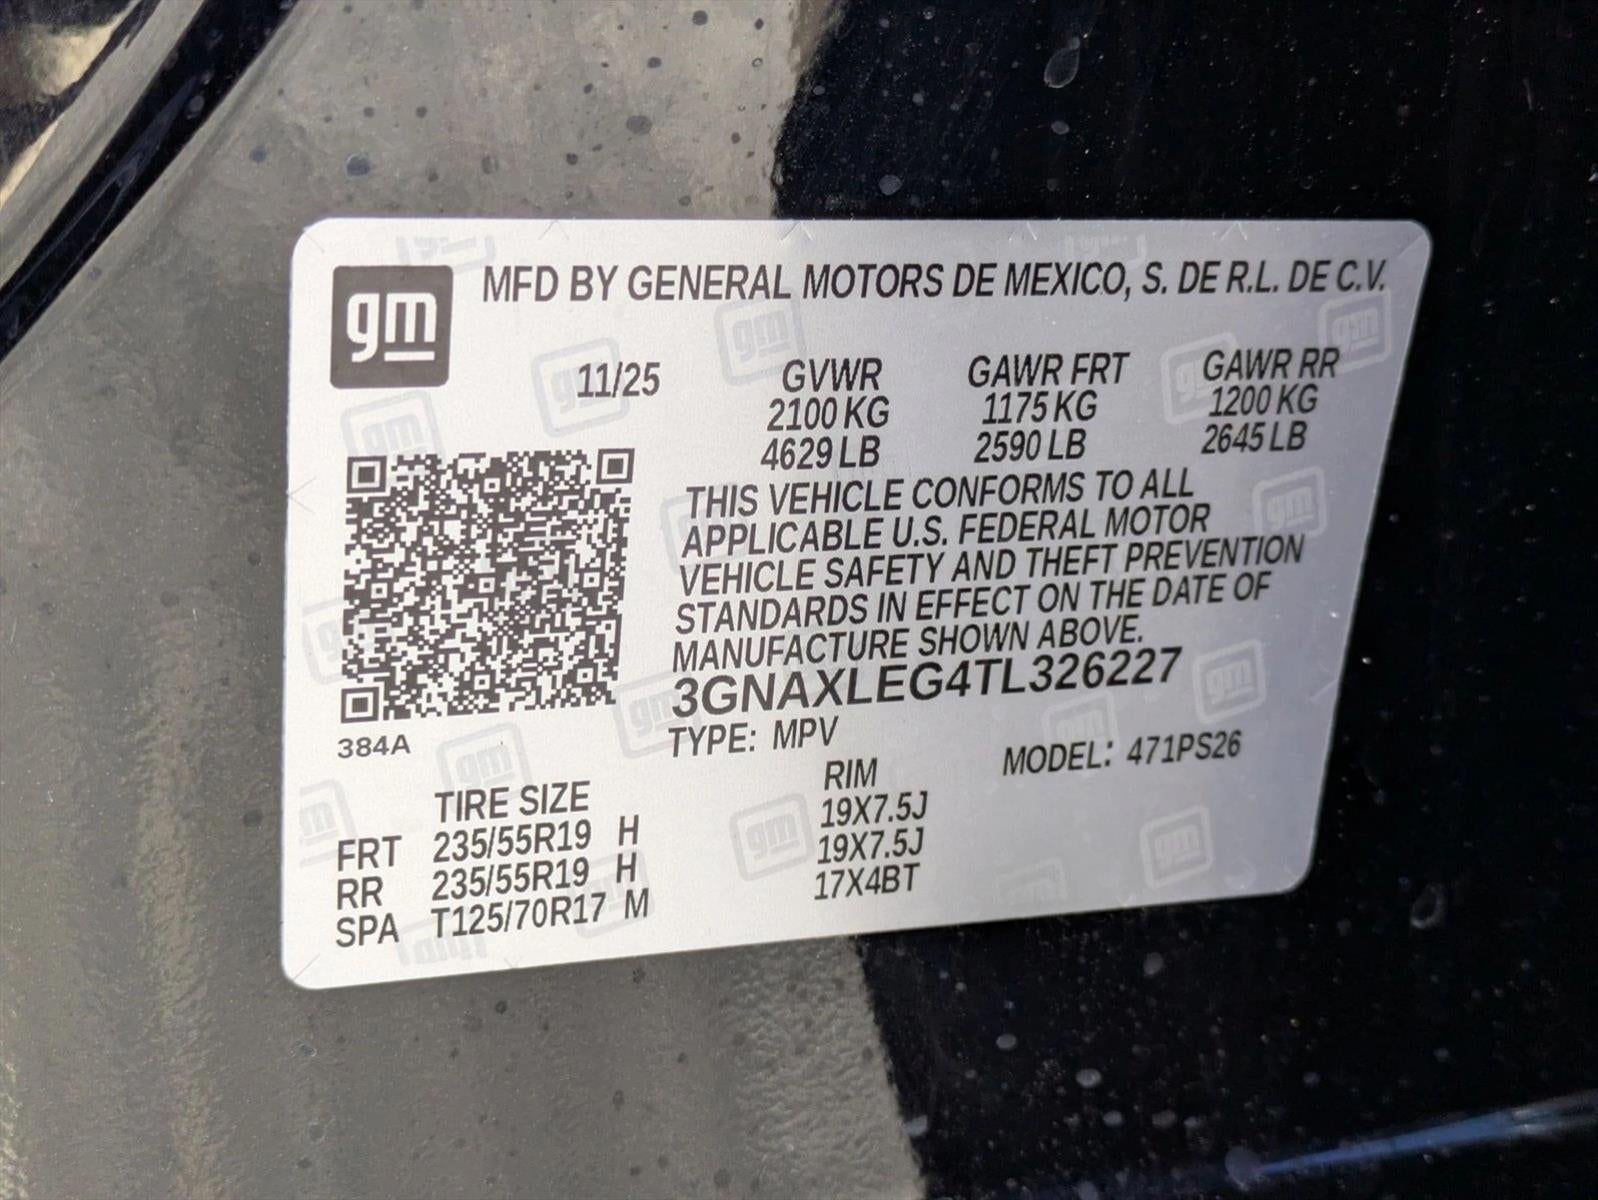 gm MFD BY GENERAL MOTORS DE MEXICO, S. DE R.L. DE C.V.
11/25 GVWR GAWR FRT GAWR RR
2100 KG 1175 KG 1200 KG
4629 LB 2590 LB 2645 LB
THIS VEHICLE CONFORMS TO ALL
APPLICABLE U.S. FEDERAL MOTOR
VEHICLE SAFETY AND THEFT PREVENTION
STANDARDS IN EFFECT ON THE DATE OF
MANUFACTURE SHOWN ABOVE.
3GNAXLEG4TL326227
384A TYPE: MPV MODEL: 471PS26
TIRE SIZE RIM
FRT 235/55R19 H 19X7.5J
RR 235/55R19 H 19X7.5J
SPA T125/70R17 M 17X4BT